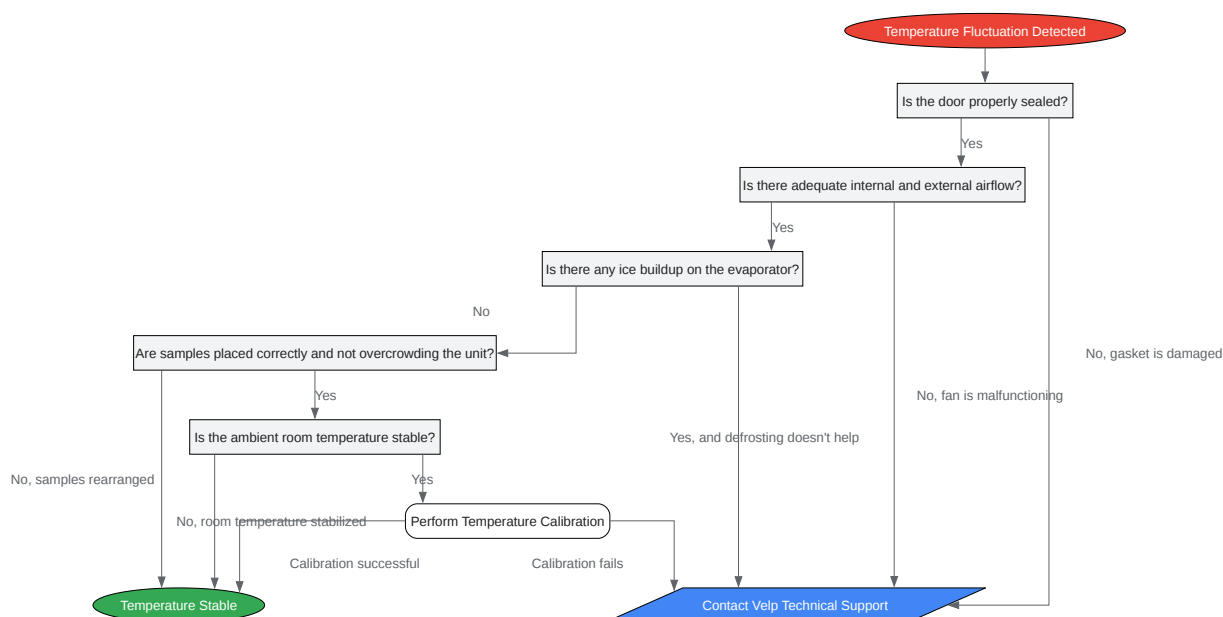 Temperature Fluctuation Detected
Is the door properly sealed?
Yes
Is there adequate internal and external airflow?
Yes
Is there any ice buildup on the evaporator?
No
Are samples placed correctly and not overcrowding the unit?
No, gasket is damaged
Yes
No, fan is malfunctioning
Is the ambient room temperature stable?
Yes, and defrosting doesn't help
No, samples rearranged
Yes
No, room temperature stabilized
Perform Temperature Calibration
Calibration successful
Calibration fails
Temperature Stable
Contact Velp Technical Support